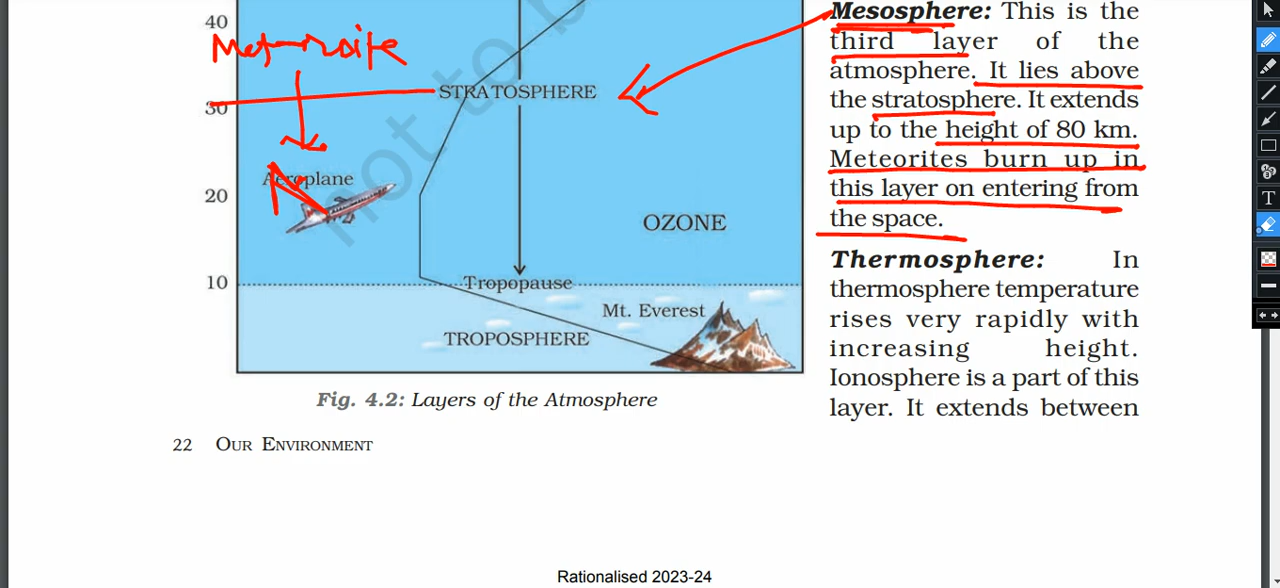 40
Meteroite
STRATOSPHERE
30
Aeroplane
20
OZONE
10
Tropopause
Mt. Everest
TROPOSPHERE
not to b
Fig. 4.2: Layers of the Atmosphere
22 OUR ENVIRONMENT
Mesosphere: This is the
third layer of the
atmosphere. It lies above
the stratosphere. It extends
up to the height of 80 km.
Meteorites burn up in
this layer on entering from
the space.
Thermosphere: In
thermosphere temperature
rises very rapidly with
increasing height.
Ionosphere is a part of this
layer. It extends between
Rationalised 2023-24
T